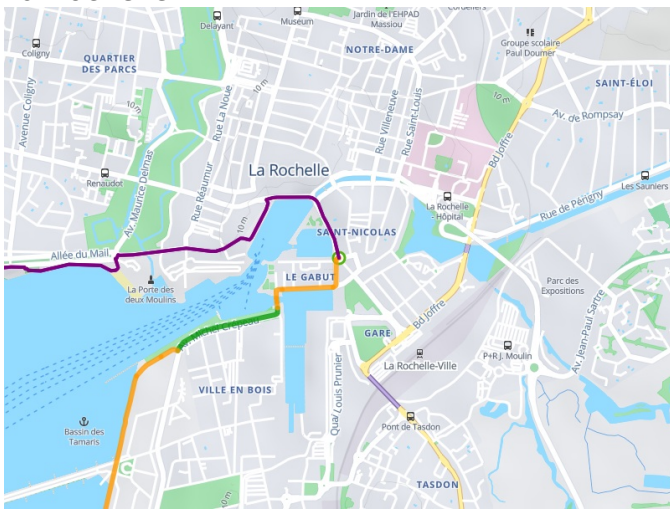 Coligny
Delayant
Museum
Jardin de l'EHPAD
Massiou
Groupe scolaire
Paul Doumer
QUARTIER
DES PARCS
NOTRE-DAME
SAINT-ÉLOI
Avenue Coligny
10 m
Rue La Noue
10 m
Rue Villeneuve
Rue Saint-Louis
10 m
Bd Joffre
Av. de Rompsay
La Rochelle
Renaudot
Av. Maurice Delmas
Rue Réaumur
10 m
La Rochelle
- Hôpital
Les Sauniers
Rue de Périgny
SAINT-NICOLAS
Allée du Mail
La Porte des
deux Moulins
LE GABUT
Parc des
Expositions
Bd Joffre
Av. Jean-Paul Sartre
GARE
La Rochelle-Ville
P+R J. Moulin
VILLE EN BOIS
Quai Louis Prunier
Bassin des
Tamaris
Pont de Tasdon
TASDON
10 m